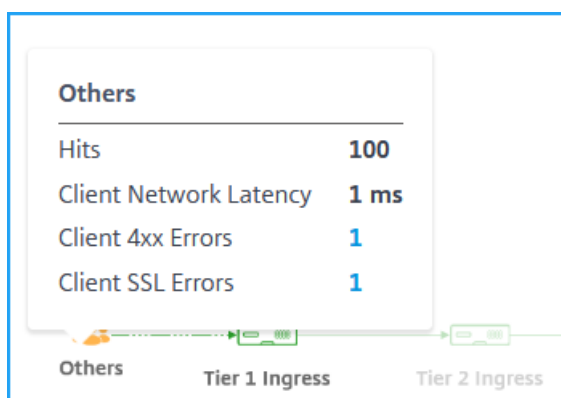 Others
Hits 100
Client Network Latency 1 ms
Client 4xx Errors 1
Client SSL Errors 1
Others
Tier 1 Ingress
Tier 2 Ingress